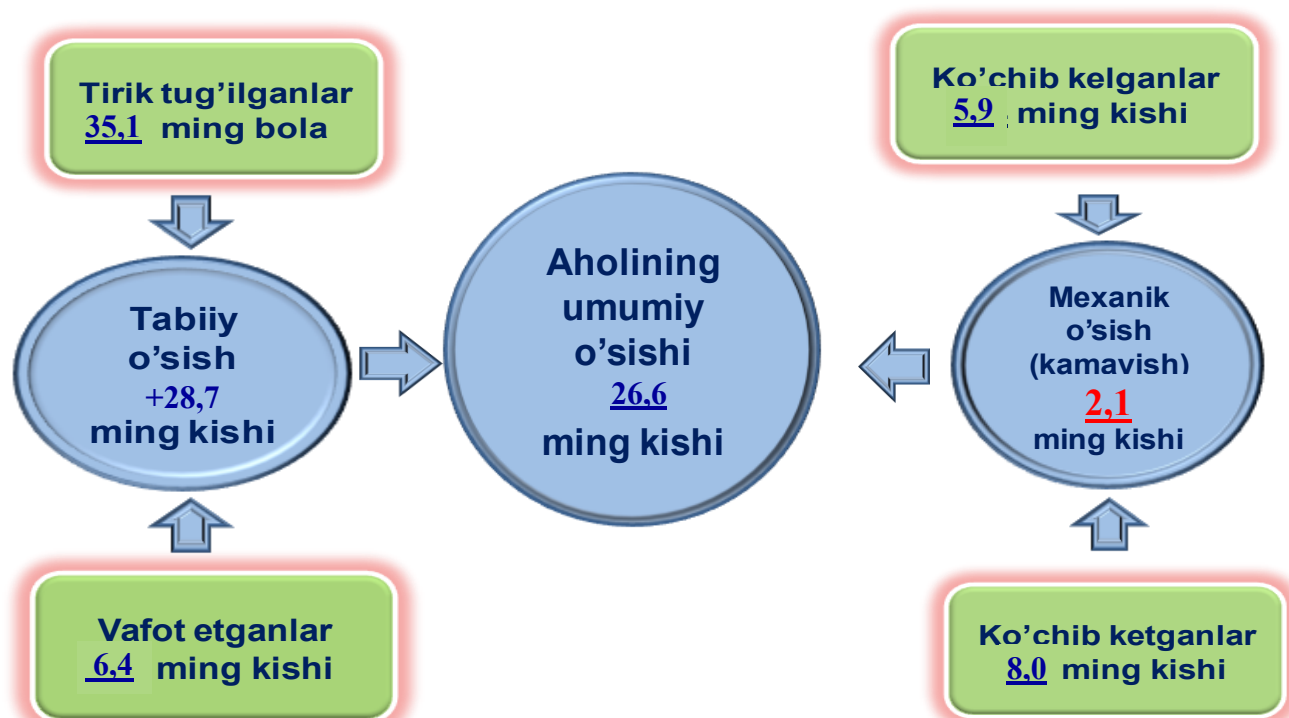 Tirik tug’ilganlar
35,1 ming bola
Ko’chib kelganlar
5,9 ming kishi
Tabiiy
o’sish
+28,7
ming kishi
Aholining
umumiy
o’sishi
26,6
ming kishi
Mexanik
o’sish
(kamayish)
2,1
ming kishi
Vafot etganlar
6,4 ming kishi
Ko’chib ketganlar
8,0 ming kishi